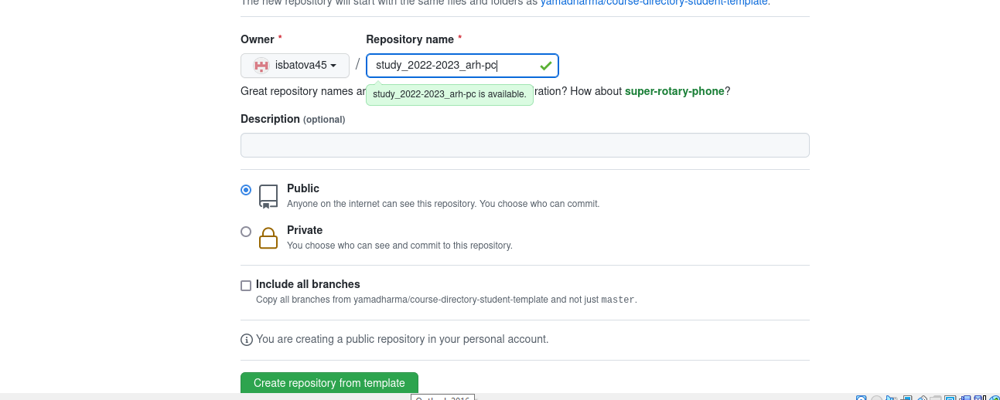 The new repository will start with the same files and folders as yamadharma/course-directory-student-template.
Owner * Repository name *
isbatova45 / study_2022-2023_arh-pc
Great repository names ar ration? How about super-rotary-phone?
study_2022-2023_arh-pc is available.
Description (optional)
Public
Anyone on the internet can see this repository. You choose who can commit.
Private
You choose who can see and commit to this repository.
Include all branches
Copy all branches from yamadharma/course-directory-student-template and not just master.
You are creating a public repository in your personal account.
Create repository from template